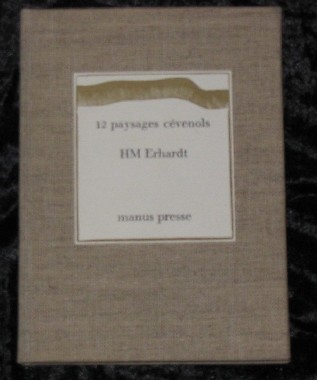 12 paysages cévenols
HM Erhardt
manus presse